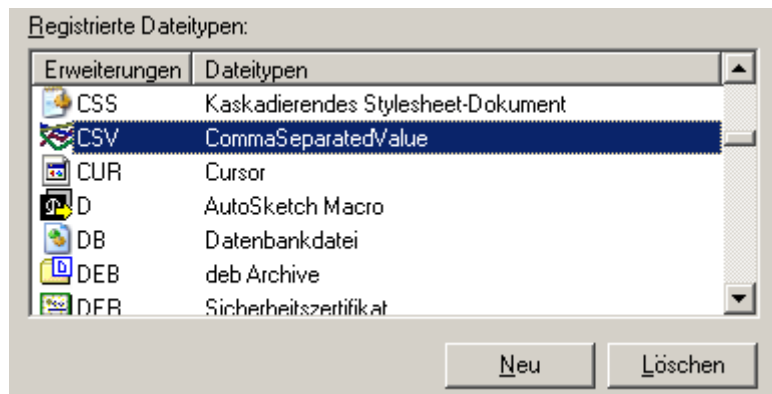 Registrierte Dateitypen:
Erweiterungen Dateitypen
CSS Kaskadierendes Stylesheet-Dokument
CSV CommaSeparatedValue
CUR Cursor
D AutoSketch Macro
DB Datenbankdatei
DEB deb Archive
DER Sicherheitszertifikat
Neu Löschen